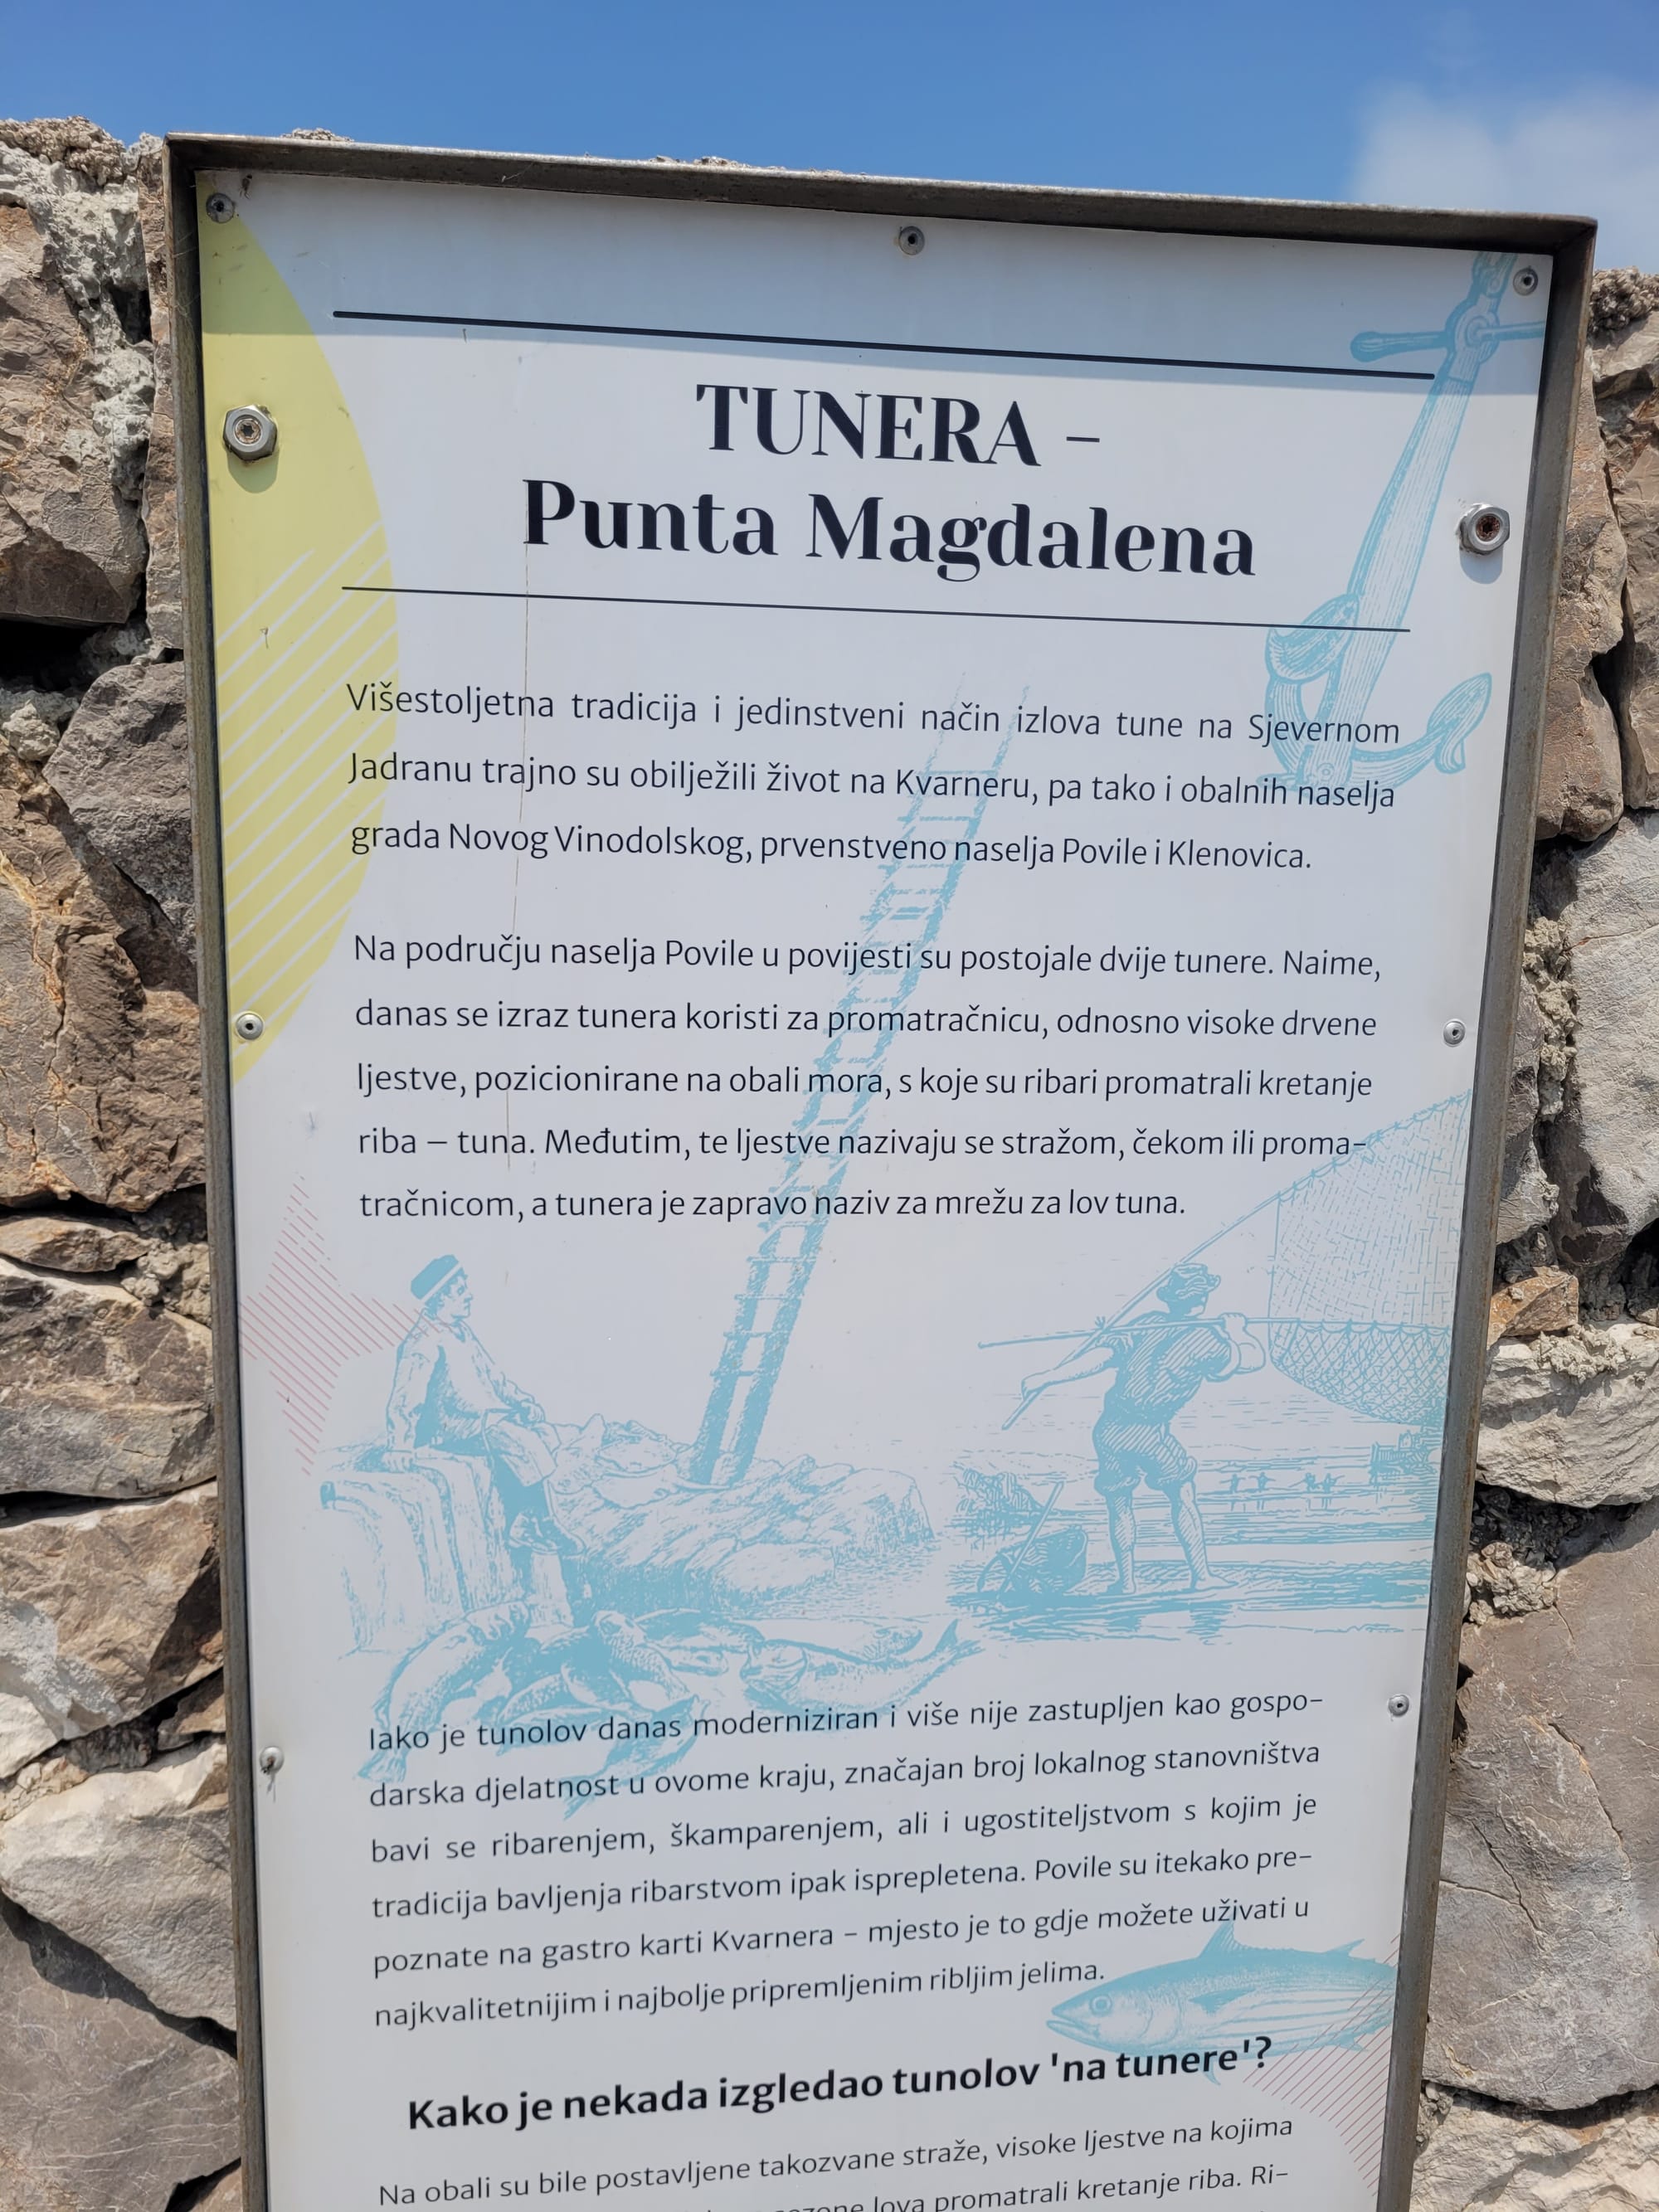 TUNERA –
Punta Magdalena
Višestoljetna tradicija i jedinstveni način izlova tune na Sjevernom
Jadranu trajno su obilježili život na Kvarneru, pa tako i obalnih naselja
grada Novog Vinodolskog, prvenstveno naselja Povile i Klenovica.
Na području naselja Povile u povijesti su postojale dvije tunere. Naime,
danas se izraz tunera koristi za promatračnicu, odnosno visoke drvene
ljestve, pozicionirane na obali mora, s koje su ribari promatrali kretanje
riba – tuna. Međutim, te ljestve nazivaju se stražom, čekom ili proma-
tračnicom, a tunera je zapravo naziv za mrežu za lov tuna.
Iako je tunolov danas moderniziran i više nije zastupljen kao gospo-
darska djelatnost u ovome kraju, značajan broj lokalnog stanovništva
bavi se ribarenjem, škamparenjem, ali i ugostiteljstvom s kojim je
tradicija bavljenja ribarstvom ipak isprepletena. Povile su itekako pre-
poznate na gastro karti Kvarnera – mjesto je to gdje možete uživati u
najkvalitetnijim i najbolje pripremljenim ribljim jelima.
Kako je nekada izgledao tunolov 'na tunere'?
Na obali su bile postavljene takozvane straže, visoke ljestve na kojima
lova promatrali kretanje riba. Ri-